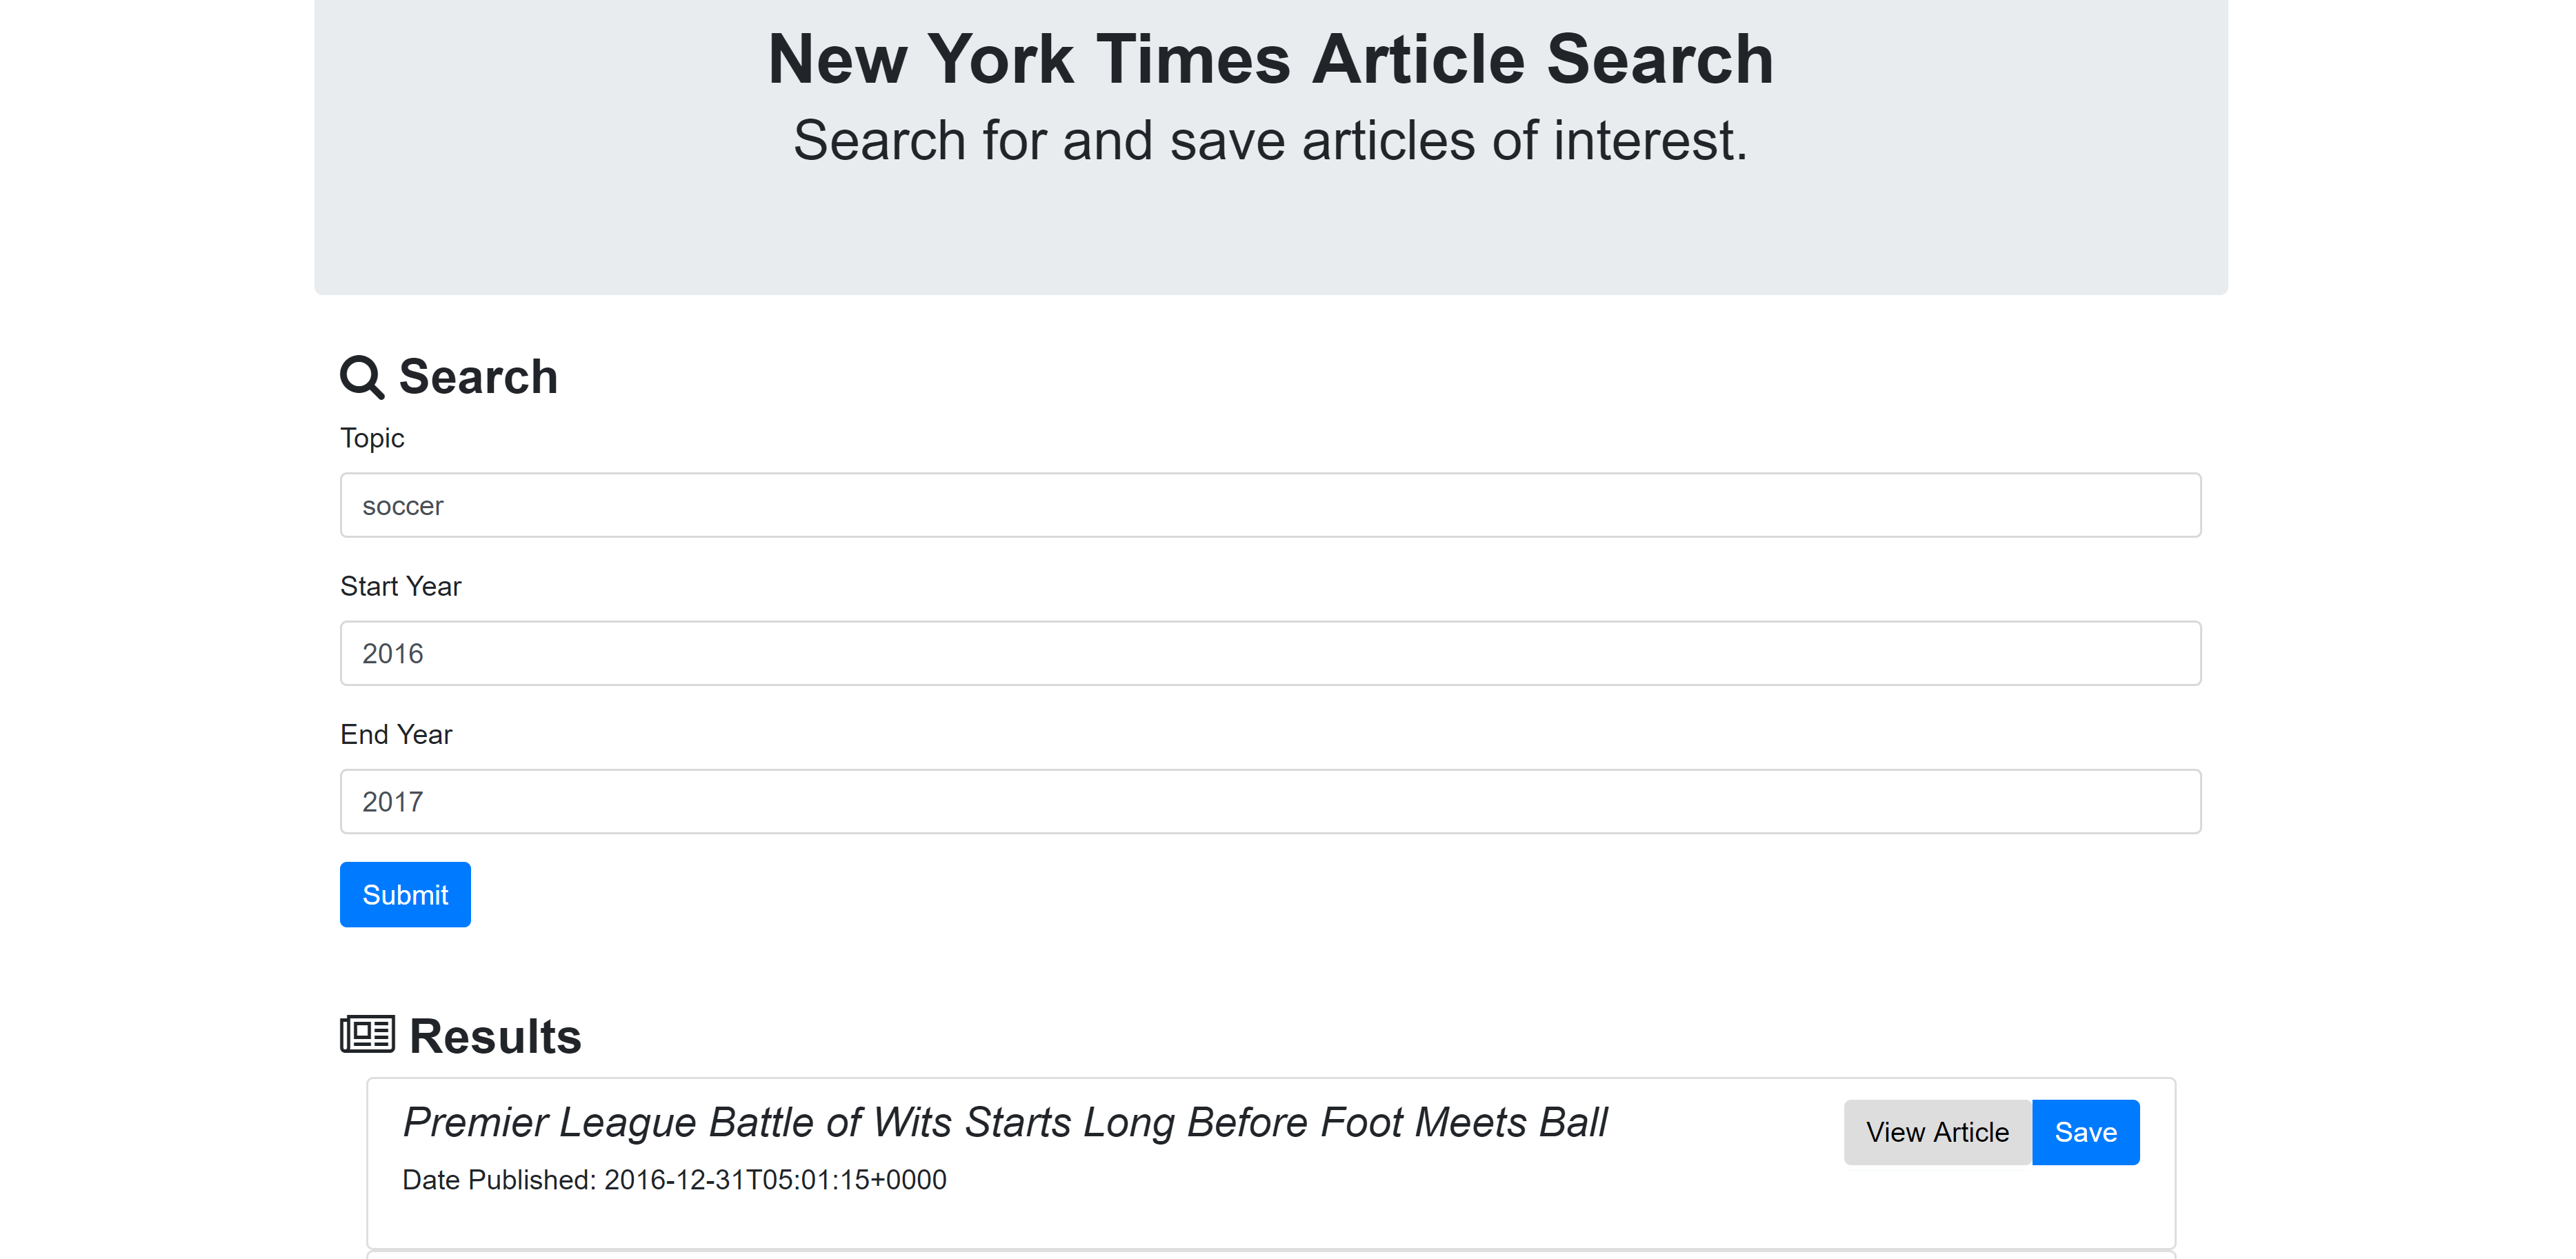 New York Times Article Search
Search for and save articles of interest.
Search
Topic
soccer
Start Year
2016
End Year
2017
Submit
Results
Premier League Battle of Wits Starts Long Before Foot Meets Ball
View Article Save
Date Published: 2016-12-31T05:01:15+0000